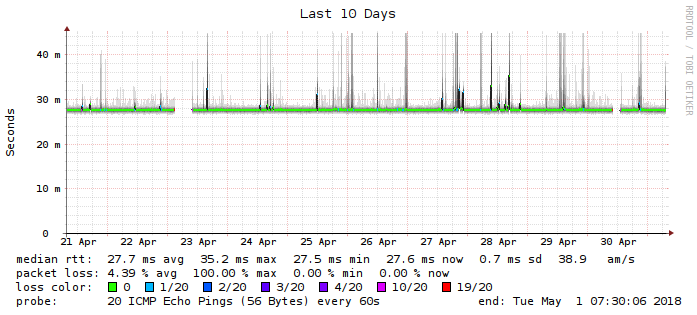 Last 10 Days
RRDTOOL / TOBI OETIKER
Seconds
40 m
30 m
20 m
10 m
0
21 Apr 22 Apr 23 Apr 24 Apr 25 Apr 26 Apr 27 Apr 28 Apr 29 Apr 30 Apr
median rtt: 27.7 ms avg 35.2 ms max 27.5 ms min 27.6 ms now 0.7 ms sd 38.9 am/s
packet loss: 4.39 % avg 100.00 % max 0.00 % min 0.00 % now
loss color: 0 1/20 2/20 3/20 4/20 10/20 19/20
probe: 20 ICMP Echo Pings (56 Bytes) every 60s end: Tue May 1 07:30:06 2018